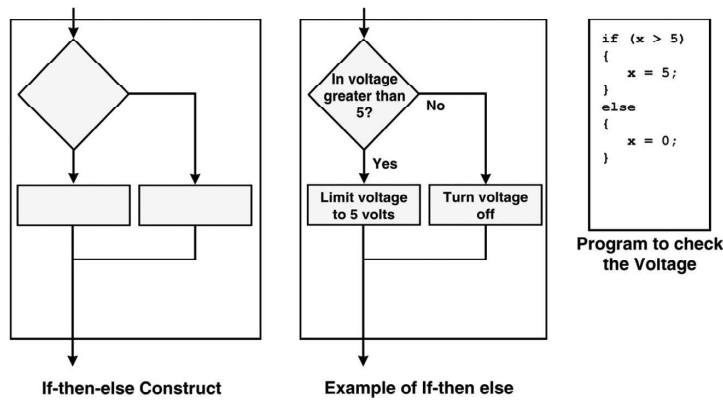 In voltage
greater than
5?
No
Yes
Limit voltage
to 5 volts
Turn voltage
off
if (x > 5)
{
x = 5;
}
else
{
x = 0;
}
Program to check
the Voltage
If-then-else Construct
Example of If-then else